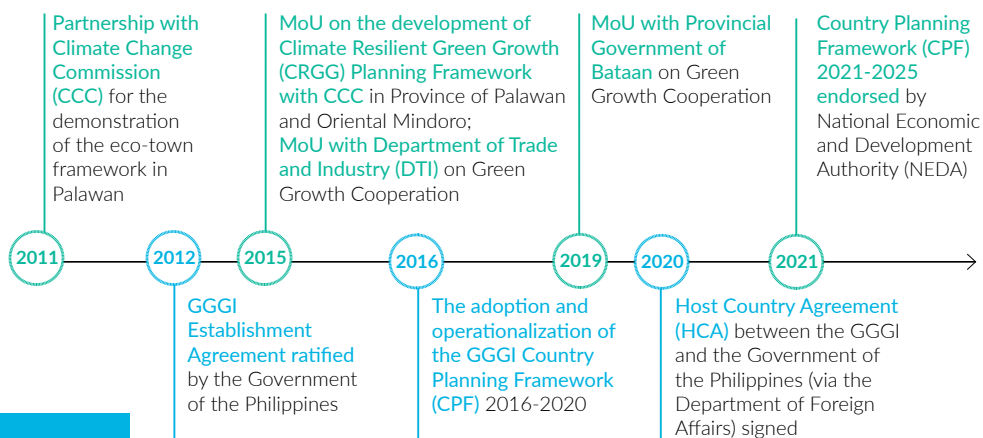 Partnership with
Climate Change
Commission
(CCC) for the
demonstration
of the eco-town
framework in
Palawan
MoU on the development of
Climate Resilient Green Growth
(CRGG) Planning Framework
with CCC in Province of Palawan
and Oriental Mindoro;
MoU with Department of Trade
and Industry (DTI) on Green
Growth Cooperation
MoU with Provincial
Government of
Bataan on Green
Growth Cooperation
Country Planning
Framework (CPF)
2021-2025
endorsed by
National Economic
and Development
Authority (NEDA)
2011
2012
2015
2016
2019
2020
2021
GGGI
Establishment
Agreement ratified
by the Government
of the Philippines
The adoption and
operationalization of
the GGGI Country
Planning Framework
(CPF) 2016-2020
Host Country Agreement
(HCA) between the GGGI
and the Government of
the Philippines (via the
Department of Foreign
Affairs) signed